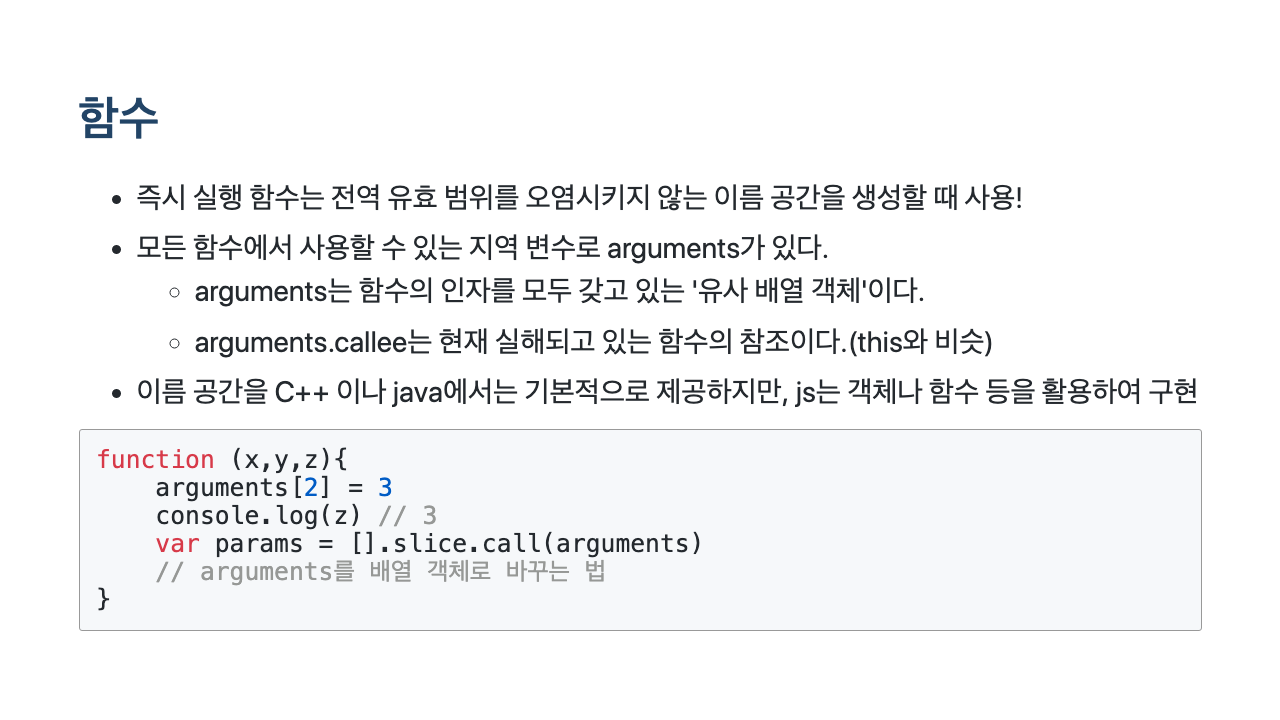 함수
즉시 실행 함수는 전역 유효 범위를 오염시키지 않는 이름 공간을 생성할 때 사용!
모든 함수에서 사용할 수 있는 지역 변수로 arguments가 있다.
arguments는 함수의 인자를 모두 갖고 있는 '유사 배열 객체'이다.
arguments.callee는 현재 실해되고 있는 함수의 참조이다.(this와 비슷)
이름 공간을 C++ 이나 java에서는 기본적으로 제공하지만, js는 객체나 함수 등을 활용하여 구현
function (x,y,z){
    arguments[2] = 3
    console.log(z) // 3
    var params = [].slice.call(arguments)
    // arguments를 배열 객체로 바꾸는 법
}